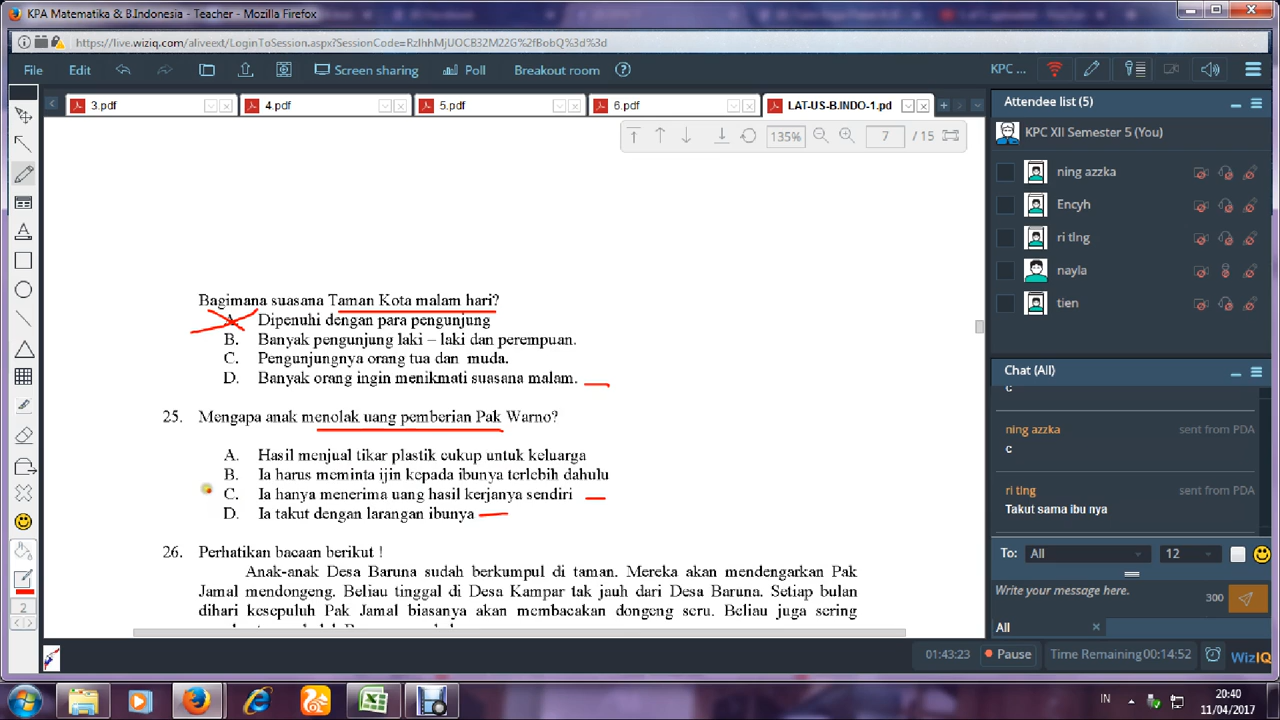 KPA Matematika & B.Indonesia - Teacher - Mozilla Firefox
https://live.wiziq.com/aliveext/LoginToSession.aspx?SessionCode=RzIhhMjUOCB32M22G%2fBobQ%3d%3d
File Edit Screen sharing Poll Breakout room KPC ...
3.pdf 4.pdf 5.pdf 6.pdf LAT-US-B.INDO-1.pd
135% 7 / 15
Bagimana suasana Taman Kota malam hari?
A. Dipenuhi dengan para pengunjung
B. Banyak pengunjung laki – laki dan perempuan.
C. Pengunjungnya orang tua dan muda.
D. Banyak orang ingin menikmati suasana malam.
25. Mengapa anak menolak uang pemberian Pak Warno?
A. Hasil menjual tikar plastik cukup untuk keluarga
B. Ia harus meminta ijin kepada ibunya terlebih dahulu
C. Ia hanya menerima uang hasil kerjanya sendiri
D. Ia takut dengan larangan ibunya
26. Perhatikan bacaan berikut !
Anak-anak Desa Baruna sudah berkumpul di taman. Mereka akan mendengarkan Pak
Jamal mendongeng. Beliau tinggal di Desa Kampar tak jauh dari Desa Baruna. Setiap bulan
dihari kesepuluh Pak Jamal biasanya akan membacakan dongeng seru. Beliau juga sering
2
Attendee list (5)
KPC XII Semester 5 (You)
ning azzka
Encyh
ri tIng
nayla
tien
Chat (All)
c
ning azzka sent from PDA
c
ri tIng sent from PDA
Takut sama ibu nya
To: All 12
Write your message here. 300
All
01:43:23 Pause Time Remaining 00:14:52 WizIQ
IN 20:40
11/04/2017